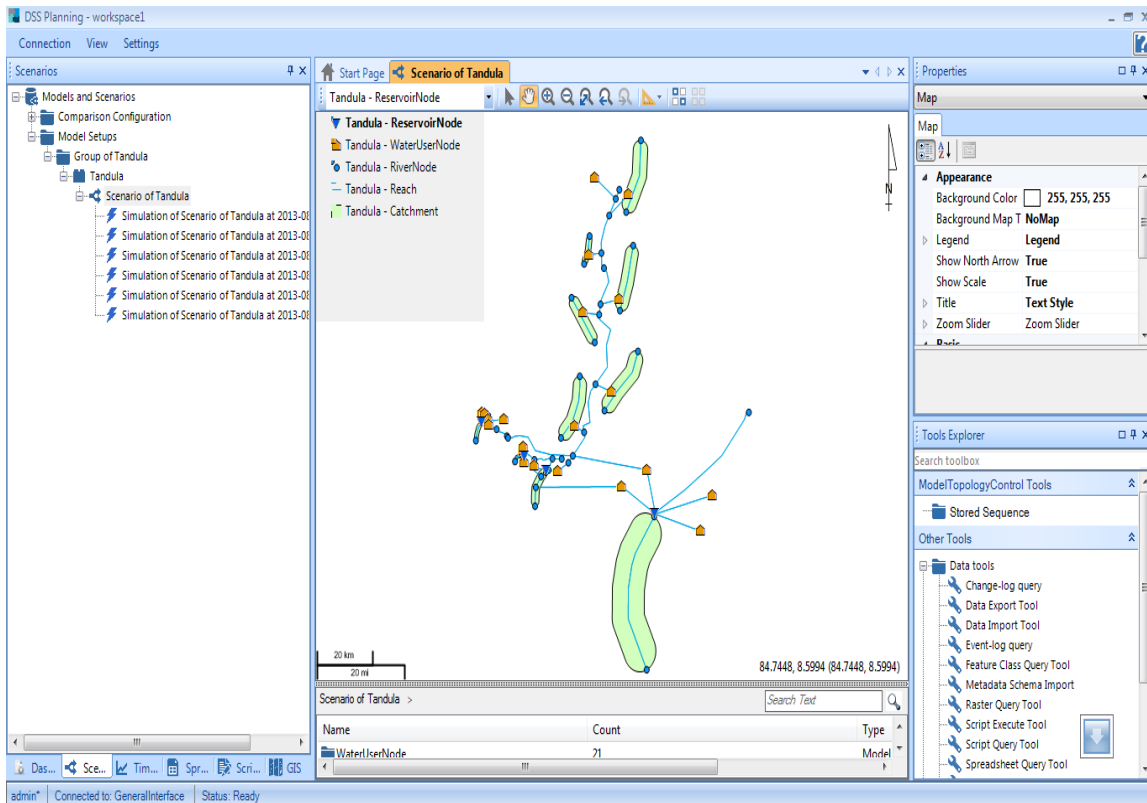 DSS Planning - workspace1
Connection View Settings
Scenarios
Models and Scenarios
Comparison Configuration
Model Setups
Group of Tandula
Tandula
Scenario of Tandula
Simulation of Scenario of Tandula at 2013-08
Simulation of Scenario of Tandula at 2013-08
Simulation of Scenario of Tandula at 2013-08
Simulation of Scenario of Tandula at 2013-08
Simulation of Scenario of Tandula at 2013-08
Simulation of Scenario of Tandula at 2013-08
Das... Sce... Tim... Spr... Scri... GIS
Start Page Scenario of Tandula
Tandula - ReservoirNode
Tandula - ReservoirNode
Tandula - WaterUserNode
Tandula - RiverNode
Tandula - Reach
Tandula - Catchment
N
20 km
20 mi
84.7448, 8.5994 (84.7448, 8.5994)
Scenario of Tandula >
Search Text
Name Count Type
WaterUserNode 21 Model
Properties
Map
Map
Appearance
Background Color 255, 255, 255
Background Map T NoMap
Legend Legend
Show North Arrow True
Show Scale True
Title Text Style
Zoom Slider Zoom Slider
Basic
Tools Explorer
Search toolbox
ModelTopologyControl Tools
Stored Sequence
Other Tools
Data tools
Change-log query
Data Export Tool
Data Import Tool
Event-log query
Feature Class Query Tool
Metadata Schema Import
Raster Query Tool
Script Execute Tool
Script Query Tool
Spreadsheet Query Tool
admin* Connected to: GeneralInterface Status: Ready